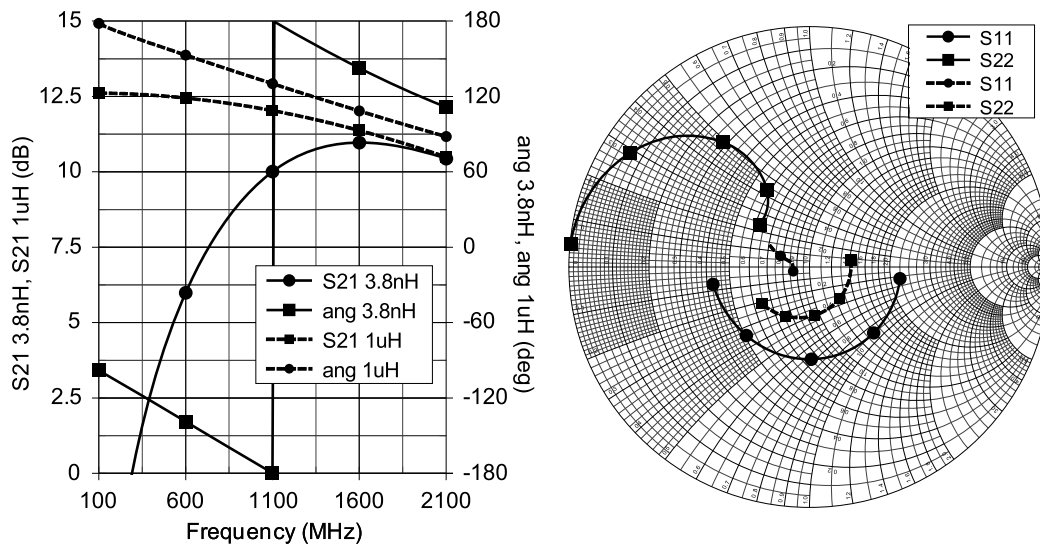 15
12.5
10
7.5
5
2.5
0
S21 3.8nH, S21 1uH (dB)
180
120
60
0
-60
-120
-180
ang 3.8nH, ang 1uH (deg)
100
600
1100
1600
2100
Frequency (MHz)
S21 3.8nH
ang 3.8nH
S21 1uH
ang 1uH
S11
S22
S11
S22